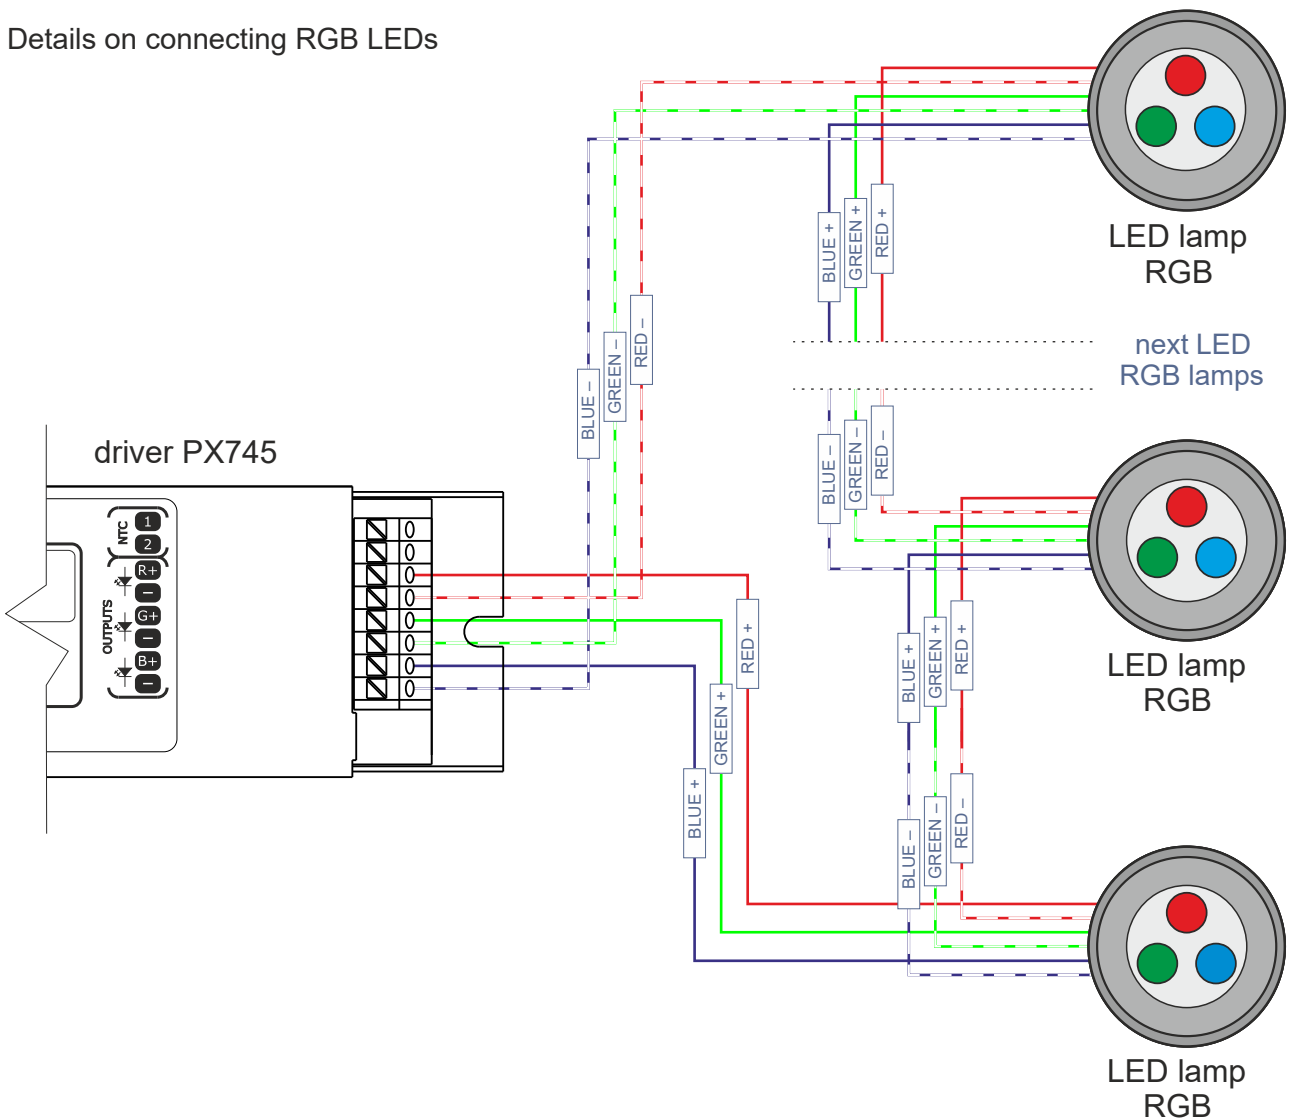 Details on connecting RGB LEDs
LED lamp
RGB
BLUE +
GREEN +
RED +
next LED
RGB lamps
BLUE –
GREEN –
RED –
BLUE –
GREEN –
RED –
driver PX745
NTC
1
2
OUTPUTS
R+
–
G+
–
B+
–
LED lamp
RGB
RED +
GREEN +
BLUE +
BLUE +
GREEN +
RED +
BLUE –
GREEN –
RED –
LED lamp
RGB